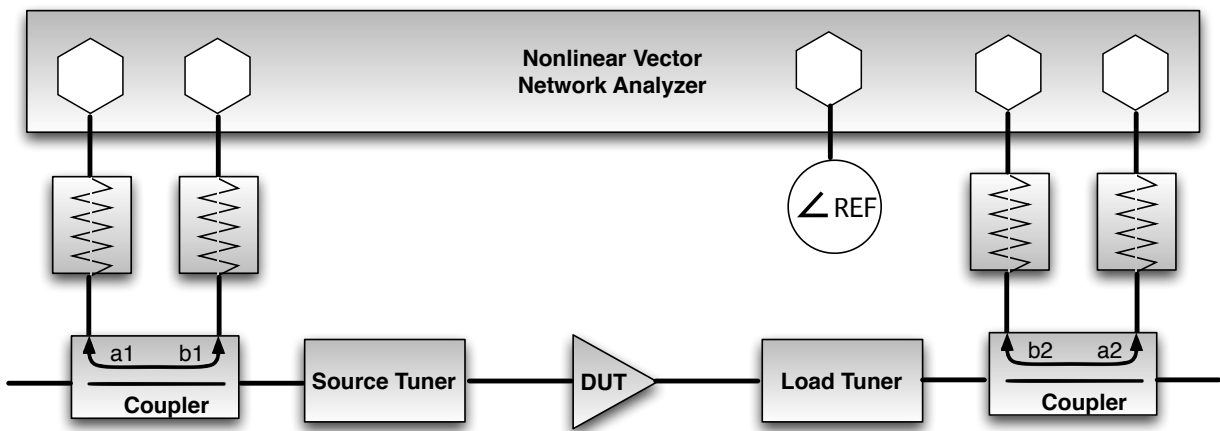 Nonlinear Vector
Network Analyzer
∠ REF
a1 b1
b2 a2
Source Tuner
DUT
Load Tuner
Coupler
Coupler